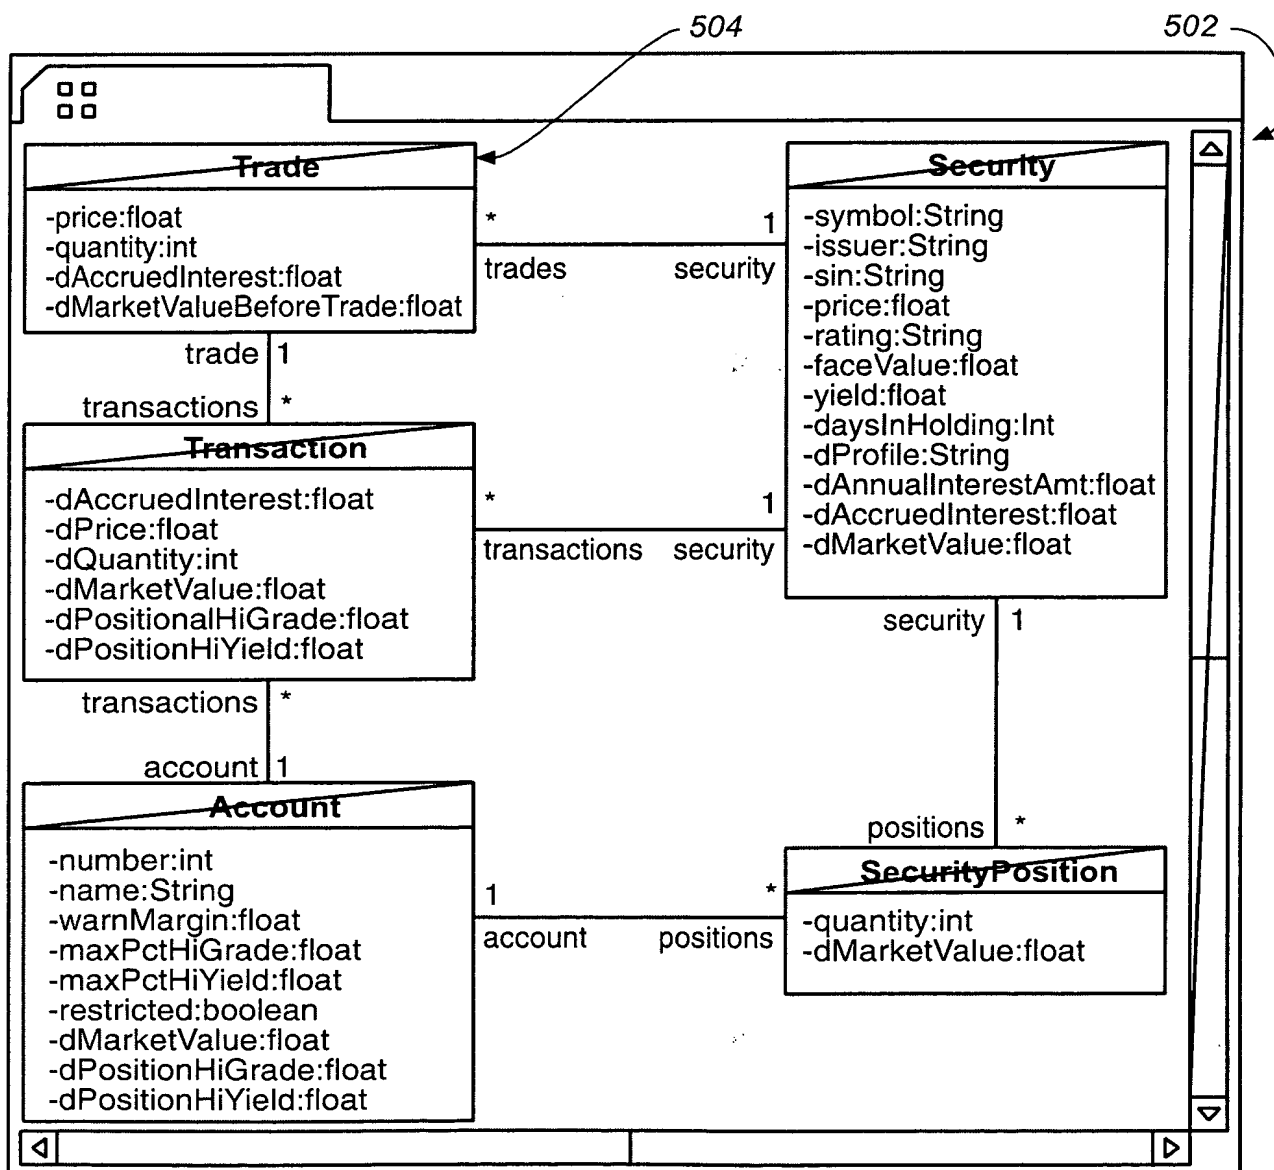 504
502
Trade
-price:float
-quantity:int
-dAccruedInterest:float
-dMarketValueBeforeTrade:float
* 1
trades security
Security
-symbol:String
-issuer:String
-sin:String
-price:float
-rating:String
-faceValue:float
-yield:float
-daysInHolding:Int
-dProfile:String
-dAnnualInterestAmt:float
-dAccruedInterest:float
-dMarketValue:float
trade 1
transactions *
Transaction
-dAccruedInterest:float
-dPrice:float
-dQuantity:int
-dMarketValue:float
-dPositionalHiGrade:float
-dPositionHiYield:float
* 1
transactions security
security 1
positions *
transactions *
account 1
Account
-number:int
-name:String
-warnMargin:float
-maxPctHiGrade:float
-maxPctHiYield:float
-restricted:boolean
-dMarketValue:float
-dPositionHiGrade:float
-dPositionHiYield:float
1 *
account positions
SecurityPosition
-quantity:int
-dMarketValue:float